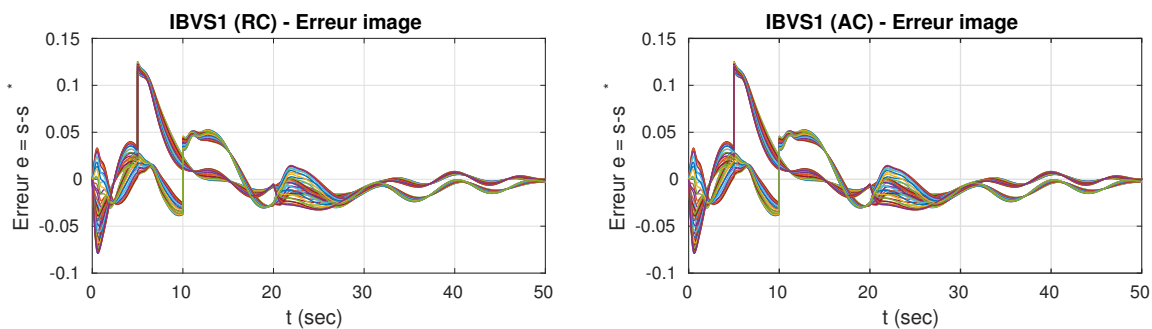 IBVS1 (RC) - Erreur image
0.15
0.1
0.05
0
-0.05
-0.1
Erreur e = s-s*
0 10 20 30 40 50
t (sec)
IBVS1 (AC) - Erreur image
0.15
0.1
0.05
0
-0.05
-0.1
Erreur e = s-s*
0 10 20 30 40 50
t (sec)